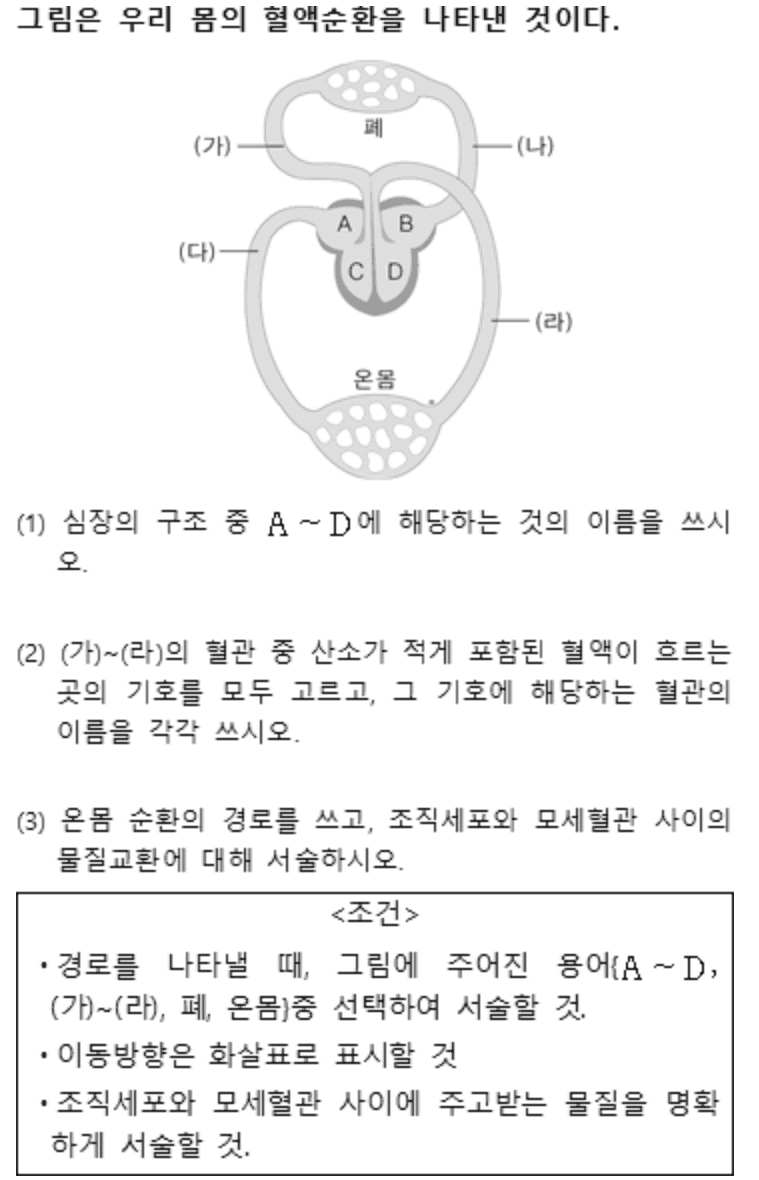 그림은 우리 몸의 혈액순환을 나타낸 것이다.
폐
(가)
(나)
A
B
(다)
C
D
(라)
온몸
(1) 심장의 구조 중 A ~ D에 해당하는 것의 이름을 쓰시
오.
(2) (가)~(라)의 혈관 중 산소가 적게 포함된 혈액이 흐르는
곳의 기호를 모두 고르고, 그 기호에 해당하는 혈관의
이름을 각각 쓰시오.
(3) 온몸 순환의 경로를 쓰고, 조직세포와 모세혈관 사이의
물질교환에 대해 서술하시오.
<조건>
・경로를 나타낼 때, 그림에 주어진 용어{A ~ D,
(가)~(라), 폐, 온몸}중 선택하여 서술할 것.
・이동방향은 화살표로 표시할 것
・조직세포와 모세혈관 사이에 주고받는 물질을 명확
하게 서술할 것.